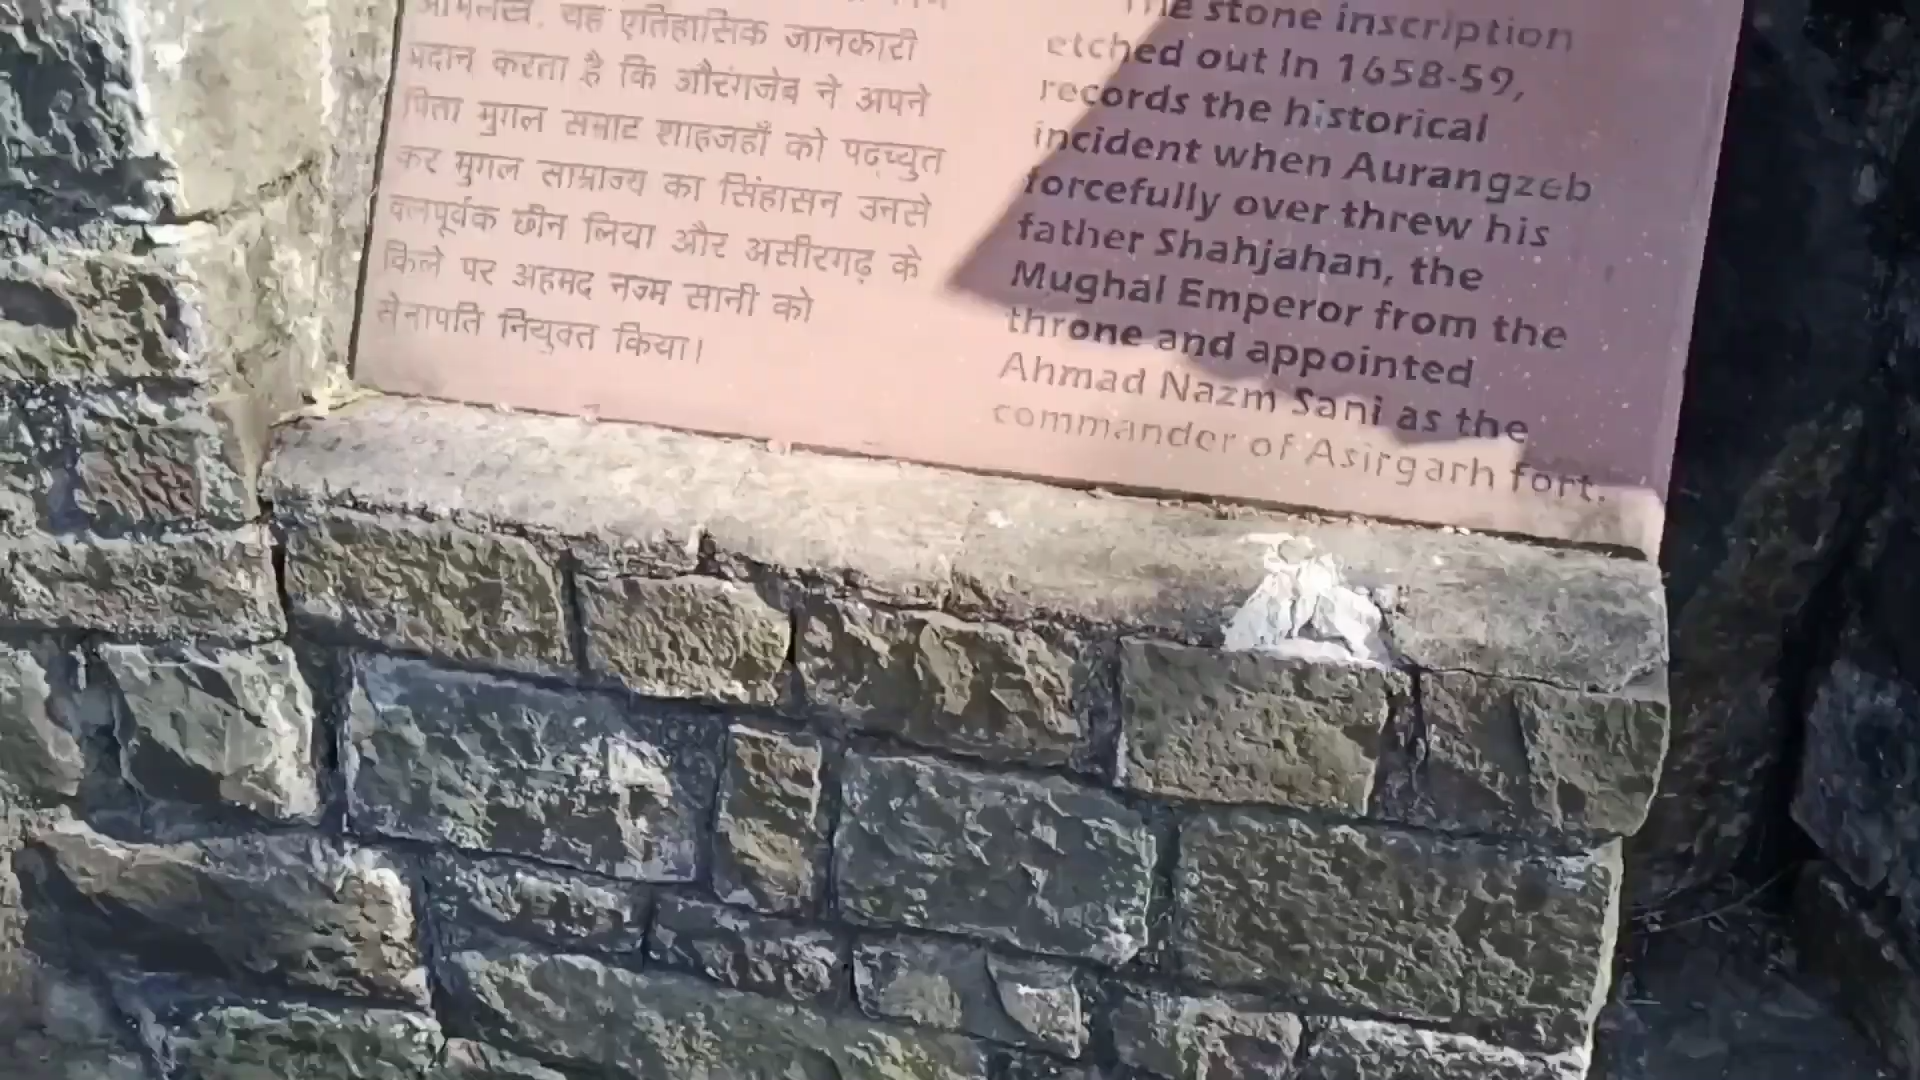 अभिलेख, यह एतिहासिक जानकारी
प्रदान करता है कि औरंगजेब ने अपने
पिता मुगल सम्राट शाहजहाँ को पदच्युत
कर मुगल साम्राज्य का सिंहासन उनसे
वलपूर्वक छीन लिया और असीरगढ़ के
किले पर अहमद नज्म सानी को
सेनापति नियुक्त किया।
The stone inscription
etched out in 1658-59,
records the historical
incident when Aurangzeb
forcefully over threw his
father Shahjahan, the
Mughal Emperor from the
throne and appointed
Ahmad Nazm Sani as the
commander of Asirgarh fort.